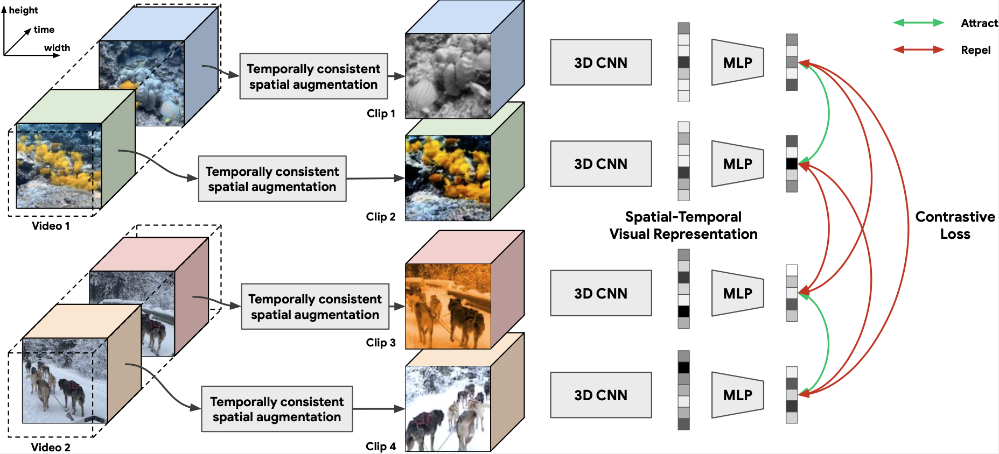 height
time
width
Temporally consistent
spatial augmentation
Clip 1
3D CNN
MLP
Attract
Repel
Temporally consistent
spatial augmentation
Clip 2
3D CNN
MLP
Video 1
Spatial-Temporal
Visual Representation
Contrastive
Loss
Temporally consistent
spatial augmentation
Clip 3
3D CNN
MLP
Temporally consistent
spatial augmentation
Clip 4
3D CNN
MLP
Video 2